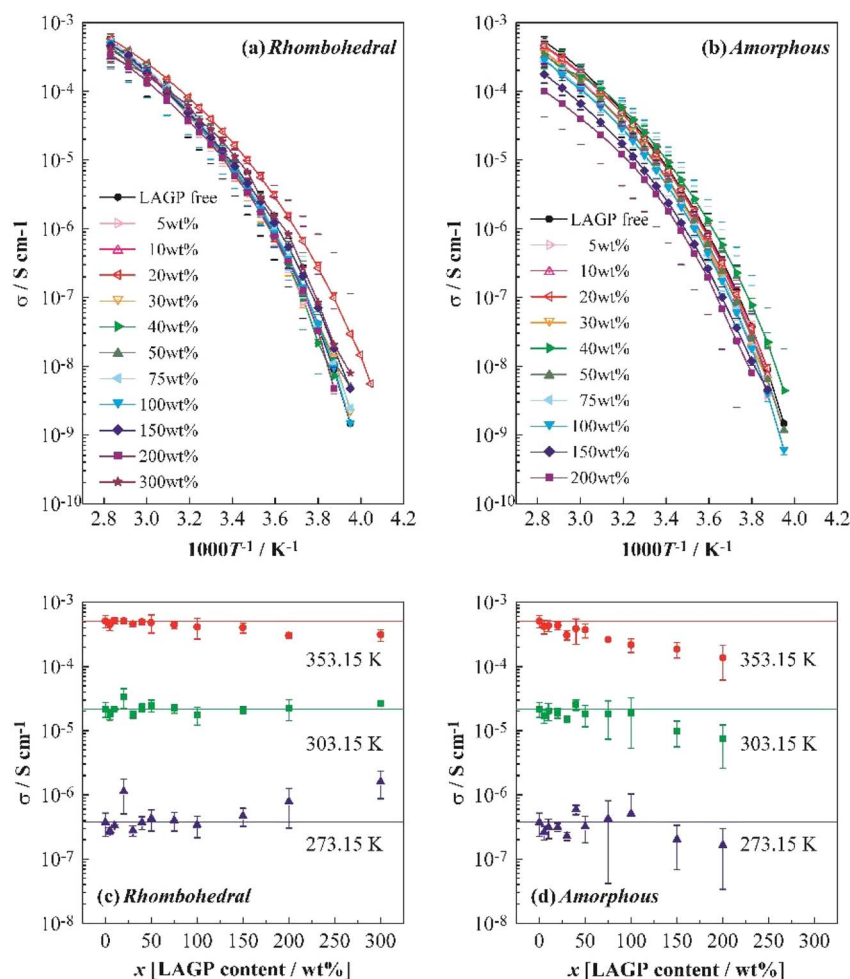 10-3
10-4
10-5
10-6
10-7
10-8
10-9
10-10
σ / S cm-1
(a) Rhombohedral
LAGP free
5wt%
10wt%
20wt%
30wt%
40wt%
50wt%
75wt%
100wt%
150wt%
200wt%
300wt%
2.8 3.0 3.2 3.4 3.6 3.8 4.0 4.2
1000T-1 / K-1
10-3
10-4
10-5
10-6
10-7
10-8
10-9
10-10
σ / S cm-1
(b) Amorphous
LAGP free
5wt%
10wt%
20wt%
30wt%
40wt%
50wt%
75wt%
100wt%
150wt%
200wt%
2.8 3.0 3.2 3.4 3.6 3.8 4.0 4.2
1000T-1 / K-1
10-3
10-4
10-5
10-6
10-7
10-8
σ / S cm-1
353.15 K
303.15 K
273.15 K
(c) Rhombohedral
0 50 100 150 200 250 300
x [LAGP content / wt%]
10-3
10-4
10-5
10-6
10-7
10-8
σ / S cm-1
353.15 K
303.15 K
273.15 K
(d) Amorphous
0 50 100 150 200 250 300
x [LAGP content / wt%]